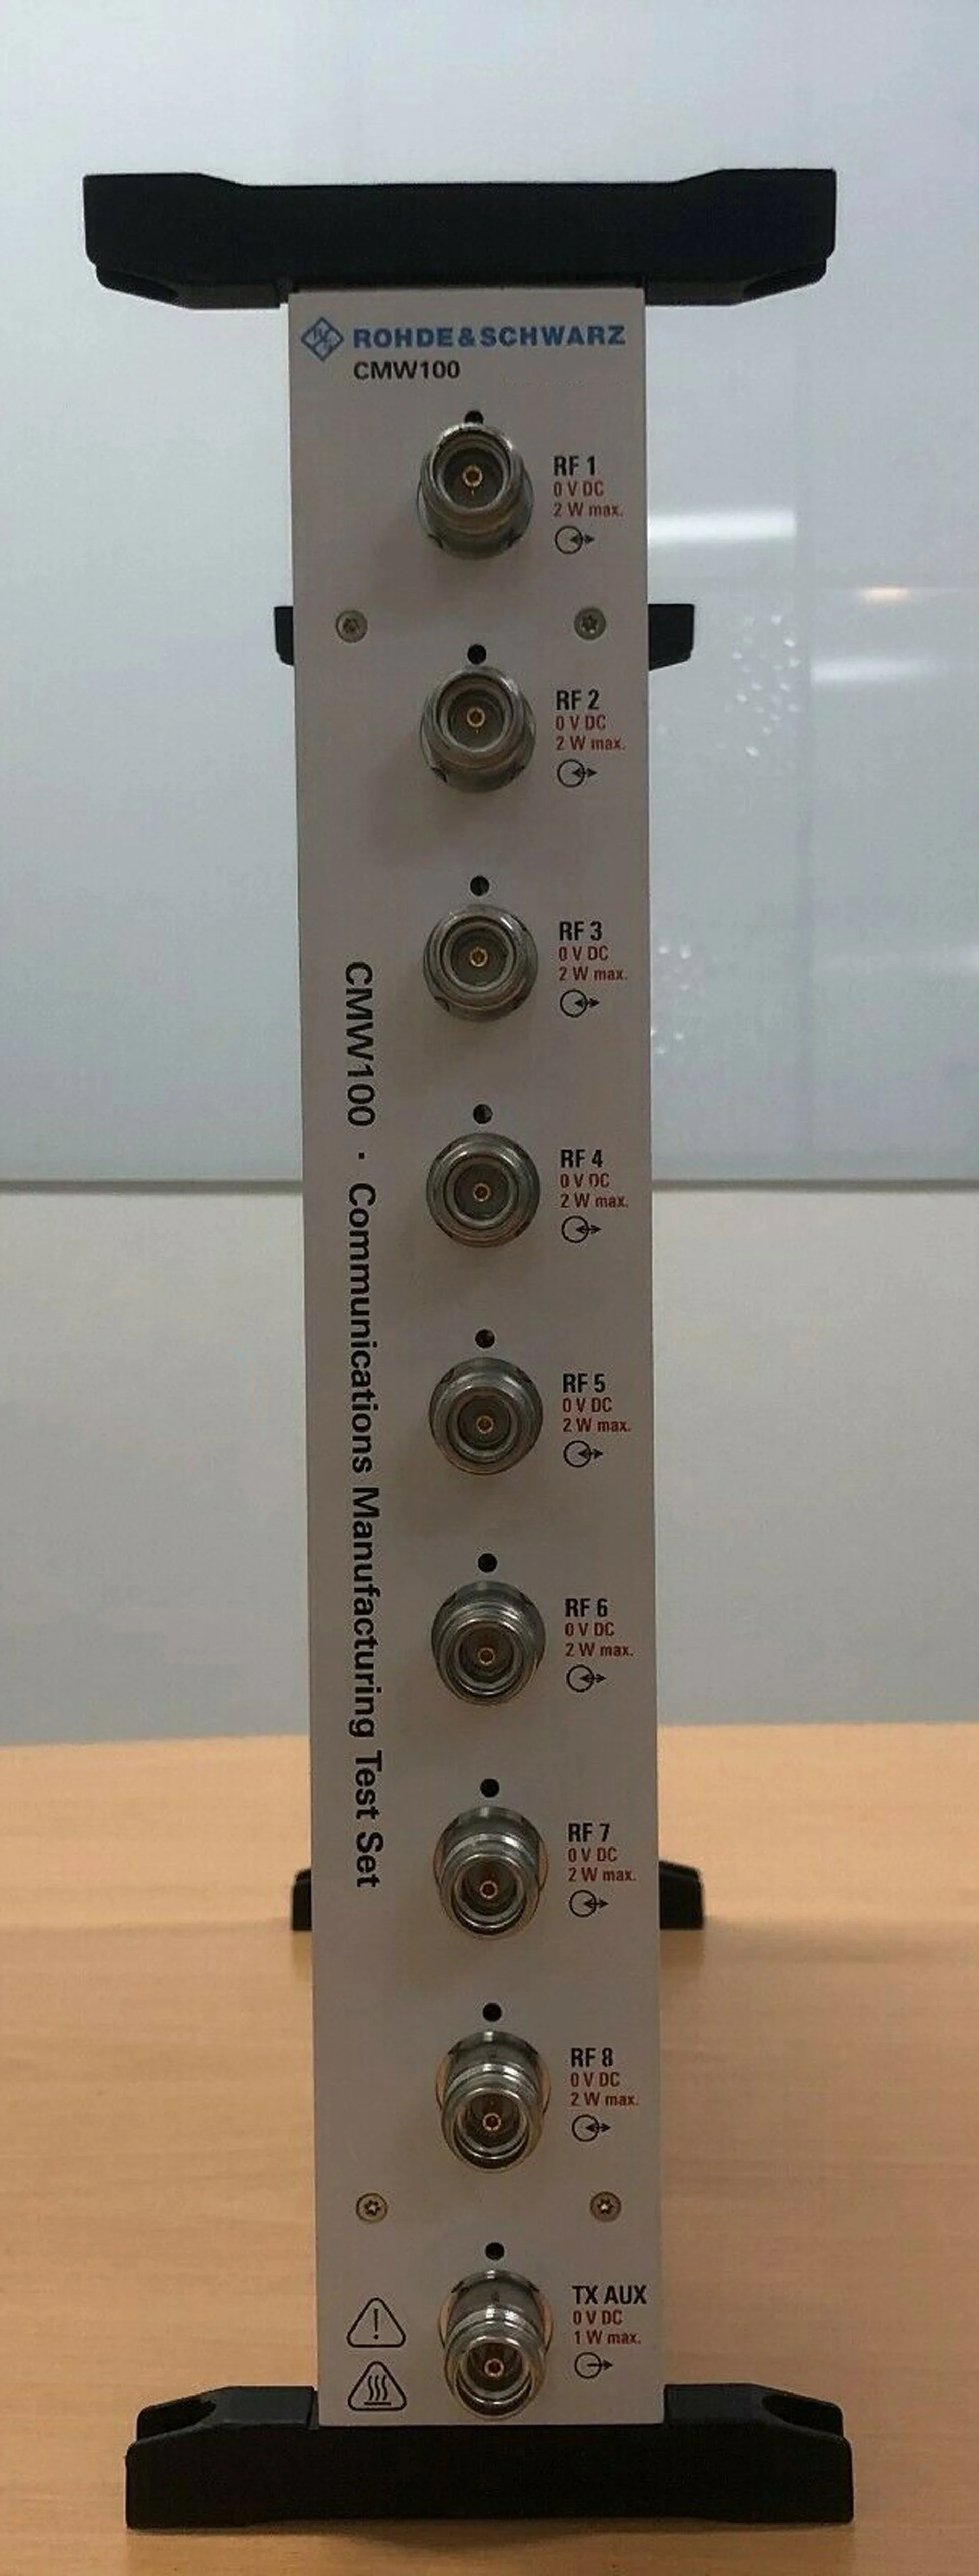 ROHDE&SCHWARZ
CMW100
RF 1
0 V DC
2 W max.
RF 2
0 V DC
2 W max.
RF 3
0 V DC
2 W max.
RF 4
0 V DC
2 W max.
RF 5
0 V DC
2 W max.
RF 6
0 V DC
2 W max.
RF 7
0 V DC
2 W max.
RF 8
0 V DC
2 W max.
TX AUX
0 V DC
1 W max.
CMW100 · Communications Manufacturing Test Set